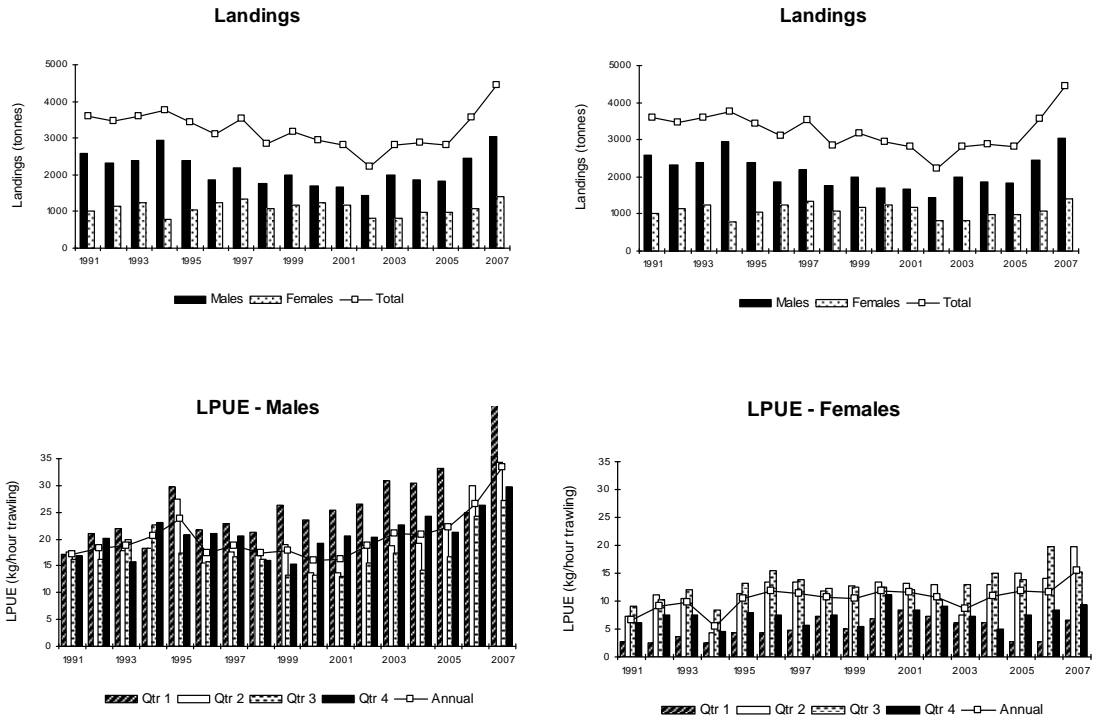 Landings
Landings (tonnes)
5000
4000
3000
2000
1000
0
1991 1993 1995 1997 1999 2001 2003 2005 2007
Males Females Total
Landings
Landings (tonnes)
5000
4000
3000
2000
1000
0
1991 1993 1995 1997 1999 2001 2003 2005 2007
Males Females Total
LPUE - Males
LPUE (kg/hour trawling)
35
30
25
20
15
10
5
0
1991 1993 1995 1997 1999 2001 2003 2005 2007
Qtr 1 Qtr 2 Qtr 3 Qtr 4 Annual
LPUE - Females
LPUE (kg/hour trawling)
35
30
25
20
15
10
5
0
1991 1993 1995 1997 1999 2001 2003 2005 2007
Qtr 1 Qtr 2 Qtr 3 Qtr 4 Annual